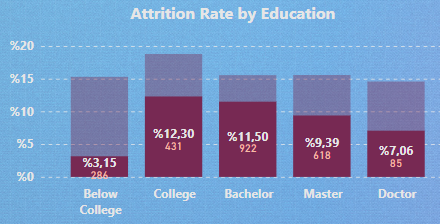 Attrition Rate by Education
%20
%15
%10
%5
%0
%3,15
286
%12,30
431
%11,50
922
%9,39
618
%7,06
85
Below
College
College
Bachelor
Master
Doctor